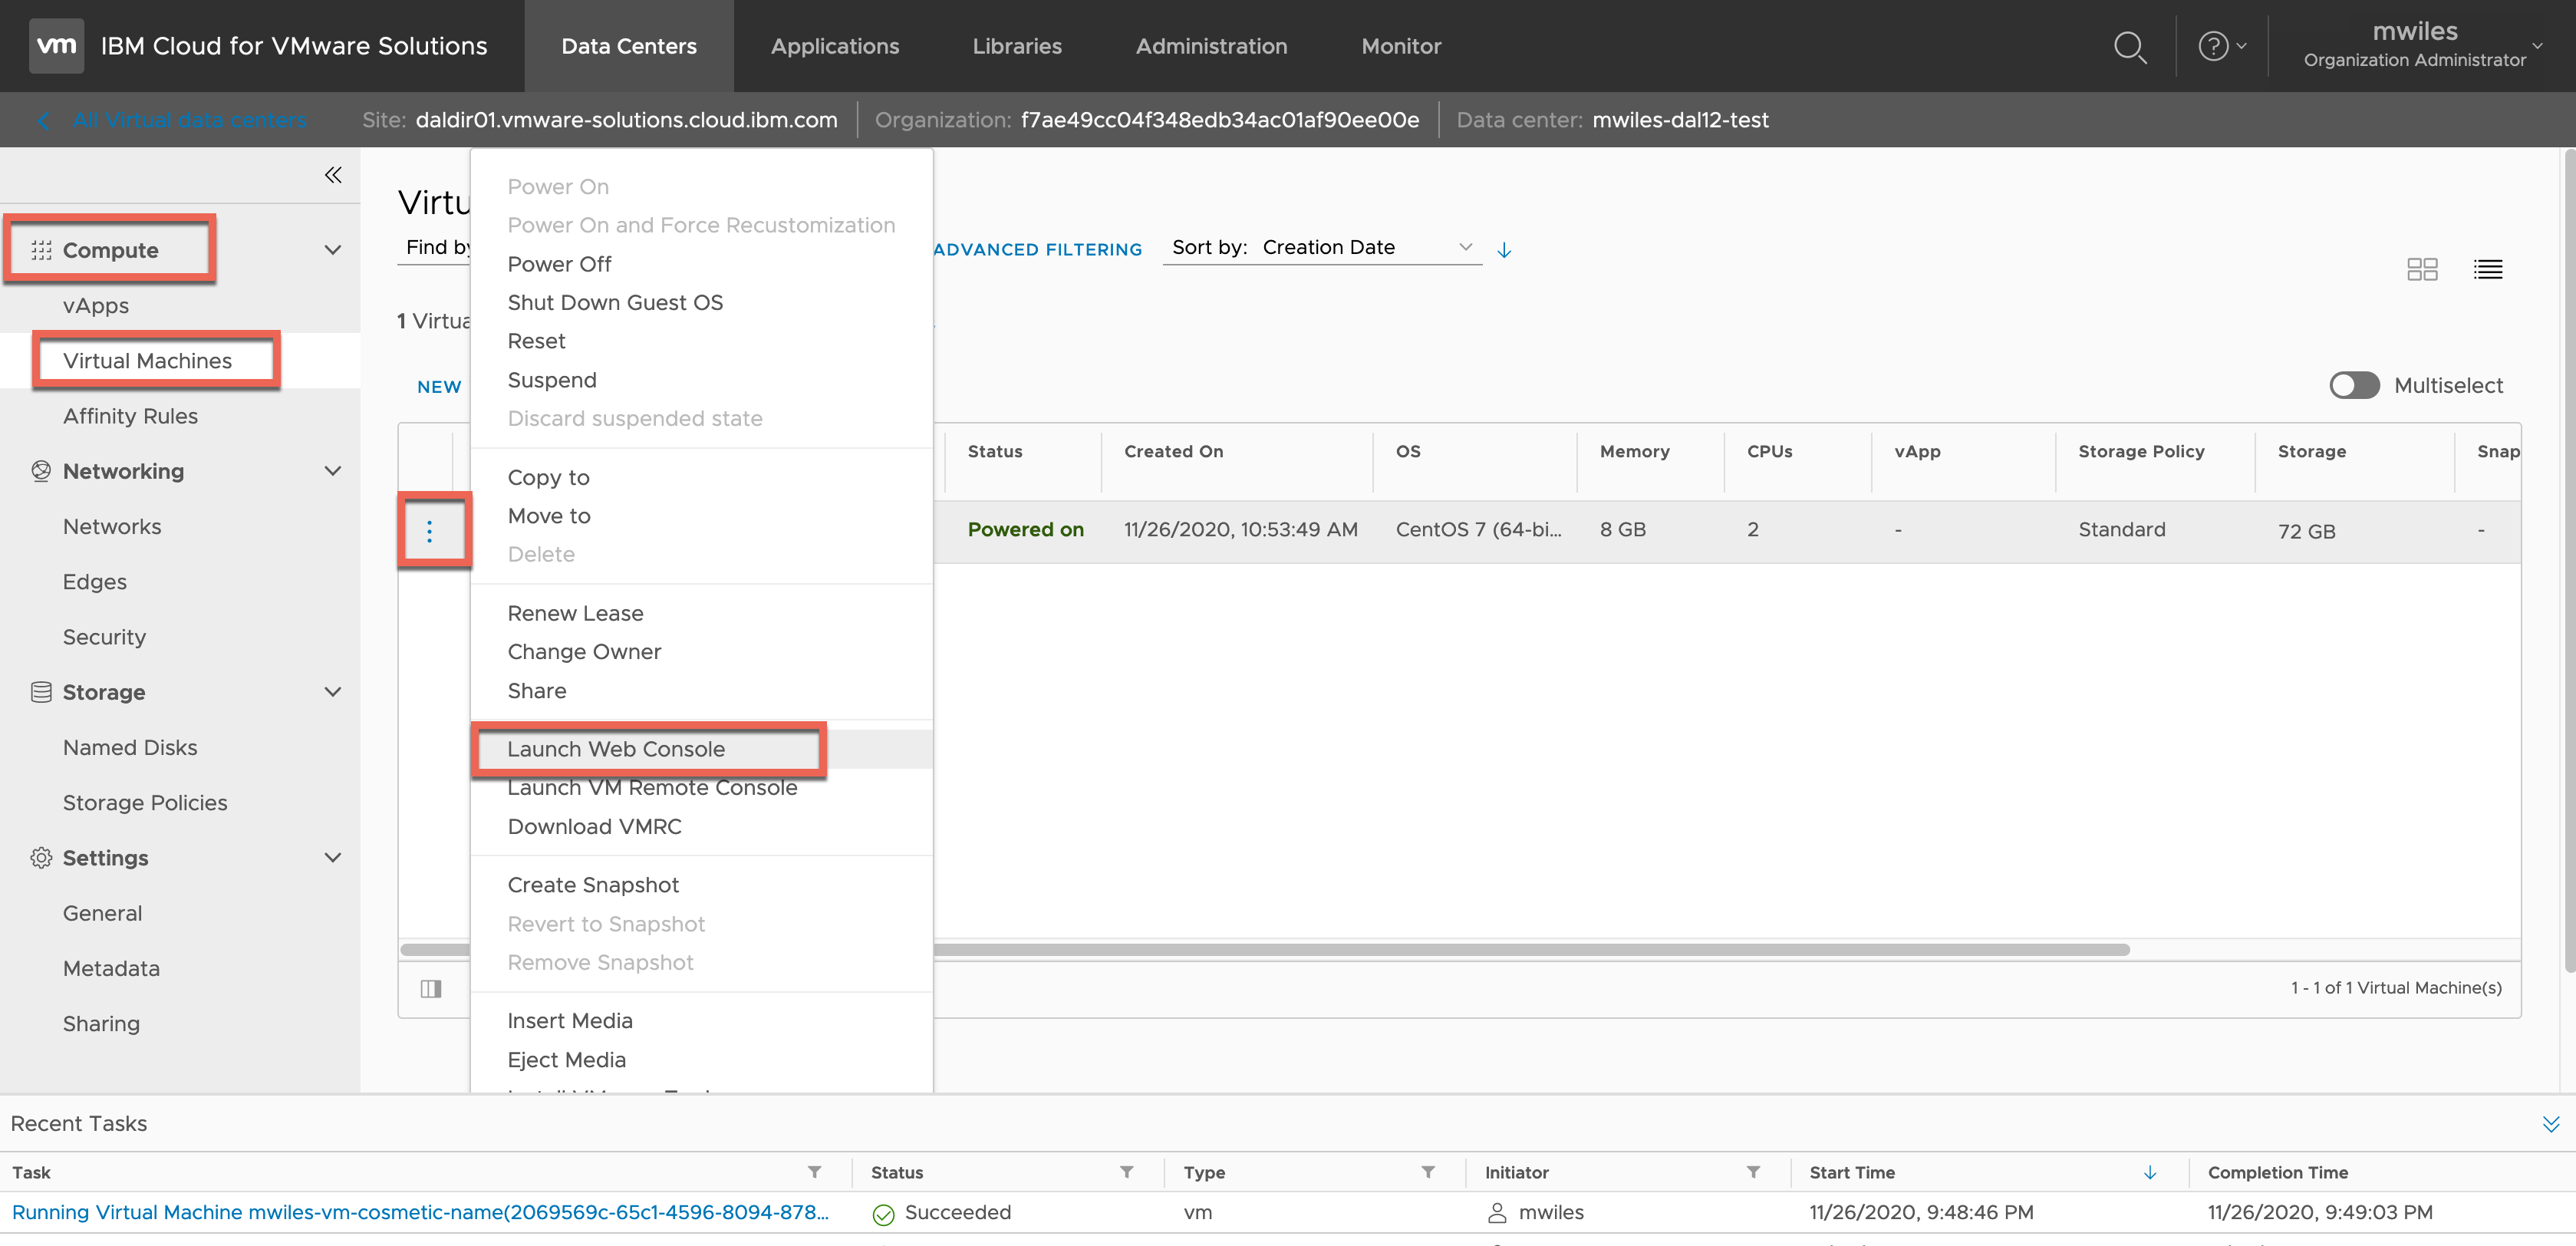 vm IBM Cloud for VMware Solutions Data Centers Applications Libraries Administration Monitor ? mwiles
Organization Administrator
All Virtual data centers Site: daldir01.vmware-solutions.cloud.ibm.com Organization: f7ae49cc04f348edb34ac01af90ee00e Data center: mwiles-dal12-test
Compute
vApps
Virtual Machines
Affinity Rules
Networking
Networks
Edges
Security
Storage
Named Disks
Storage Policies
Settings
General
Metadata
Sharing
Virtu
Find by
ADVANCED FILTERING Sort by: Creation Date
1 Virtua
NEW
Multiselect
Power On
Power On and Force Recustomization
Power Off
Shut Down Guest OS
Reset
Suspend
Discard suspended state
Copy to
Move to
Delete
Renew Lease
Change Owner
Share
Launch Web Console
Launch VM Remote Console
Download VMRC
Create Snapshot
Revert to Snapshot
Remove Snapshot
Insert Media
Eject Media
Status Created On OS Memory CPUs vApp Storage Policy Storage Snap
Powered on 11/26/2020, 10:53:49 AM CentOS 7 (64-bi... 8 GB 2 - Standard 72 GB -
1 - 1 of 1 Virtual Machine(s)
Recent Tasks
Task Status Type Initiator Start Time Completion Time
Running Virtual Machine mwiles-vm-cosmetic-name(2069569c-65c1-4596-8094-878... Succeeded vm mwiles 11/26/2020, 9:48:46 PM 11/26/2020, 9:49:03 PM